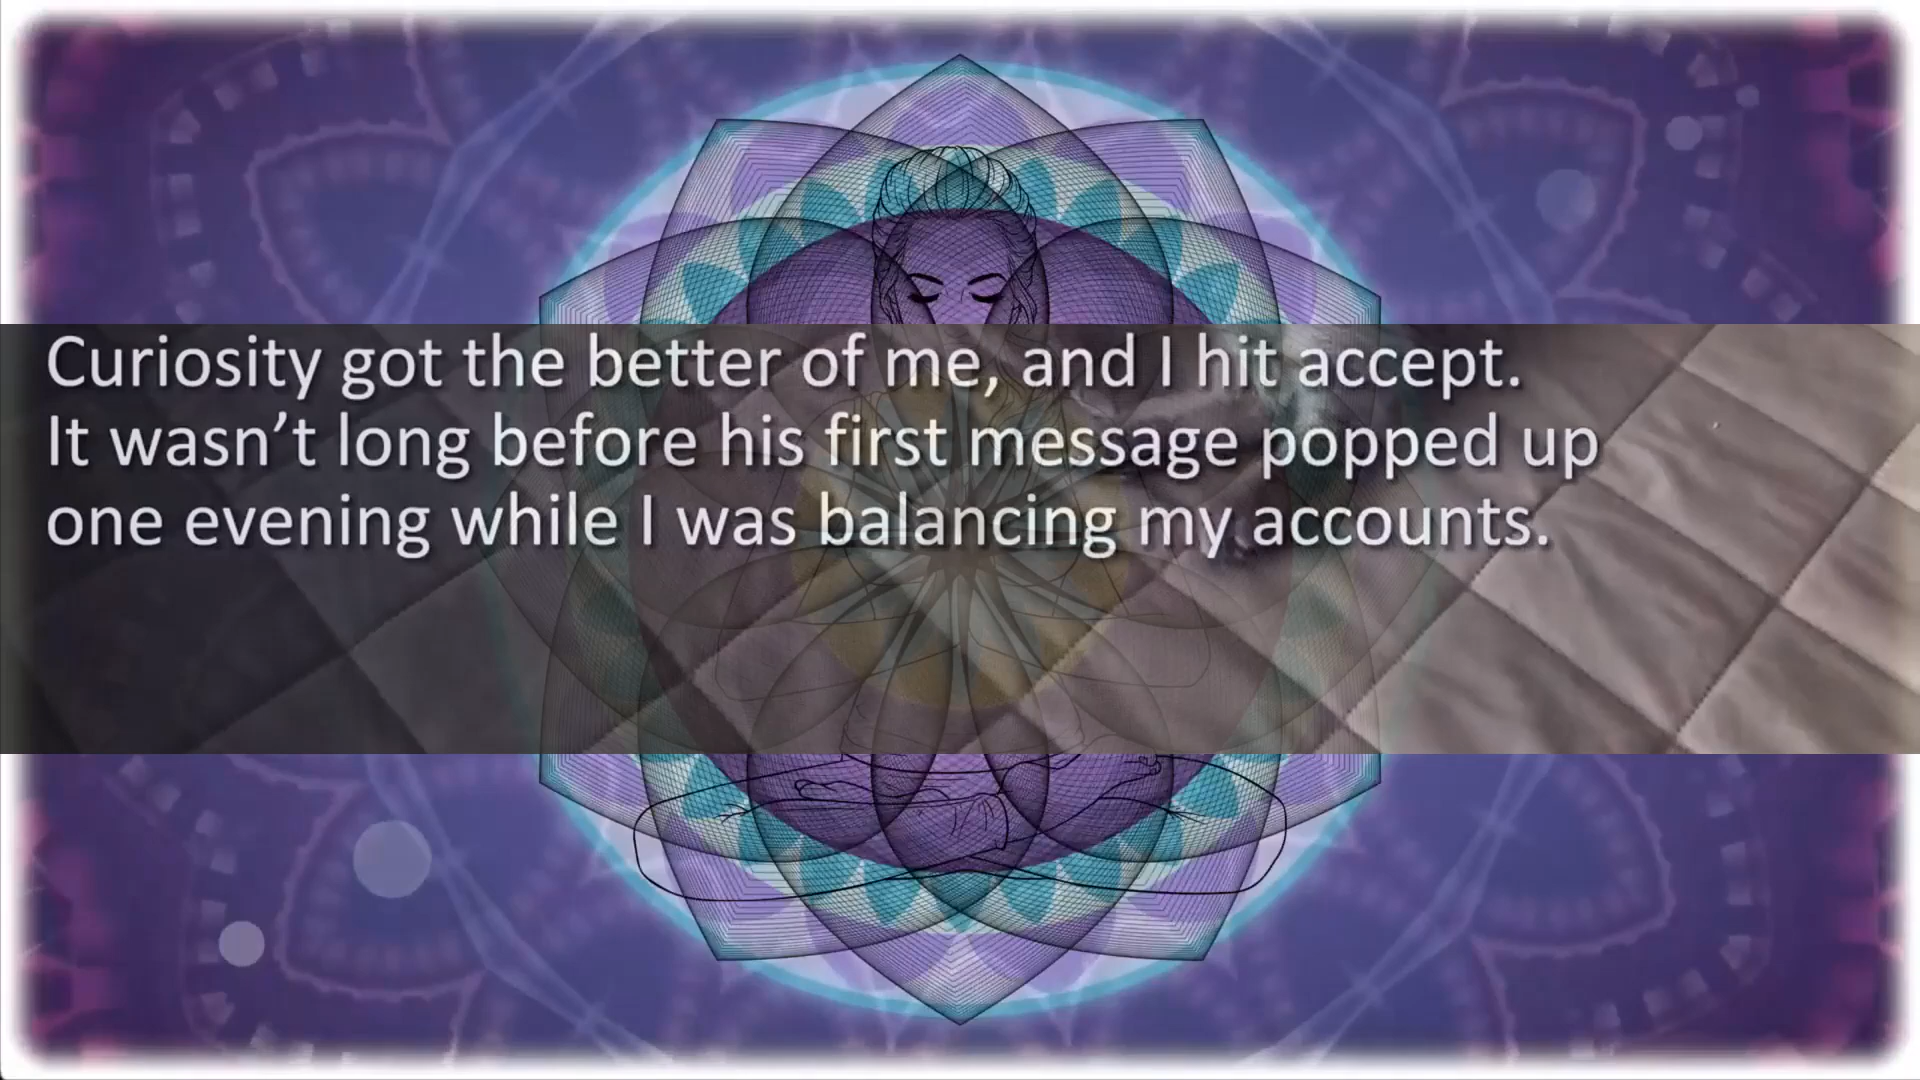 Curiosity got the better of me, and I hit accept.
It wasn’t long before his first message popped up
one evening while I was balancing my accounts.